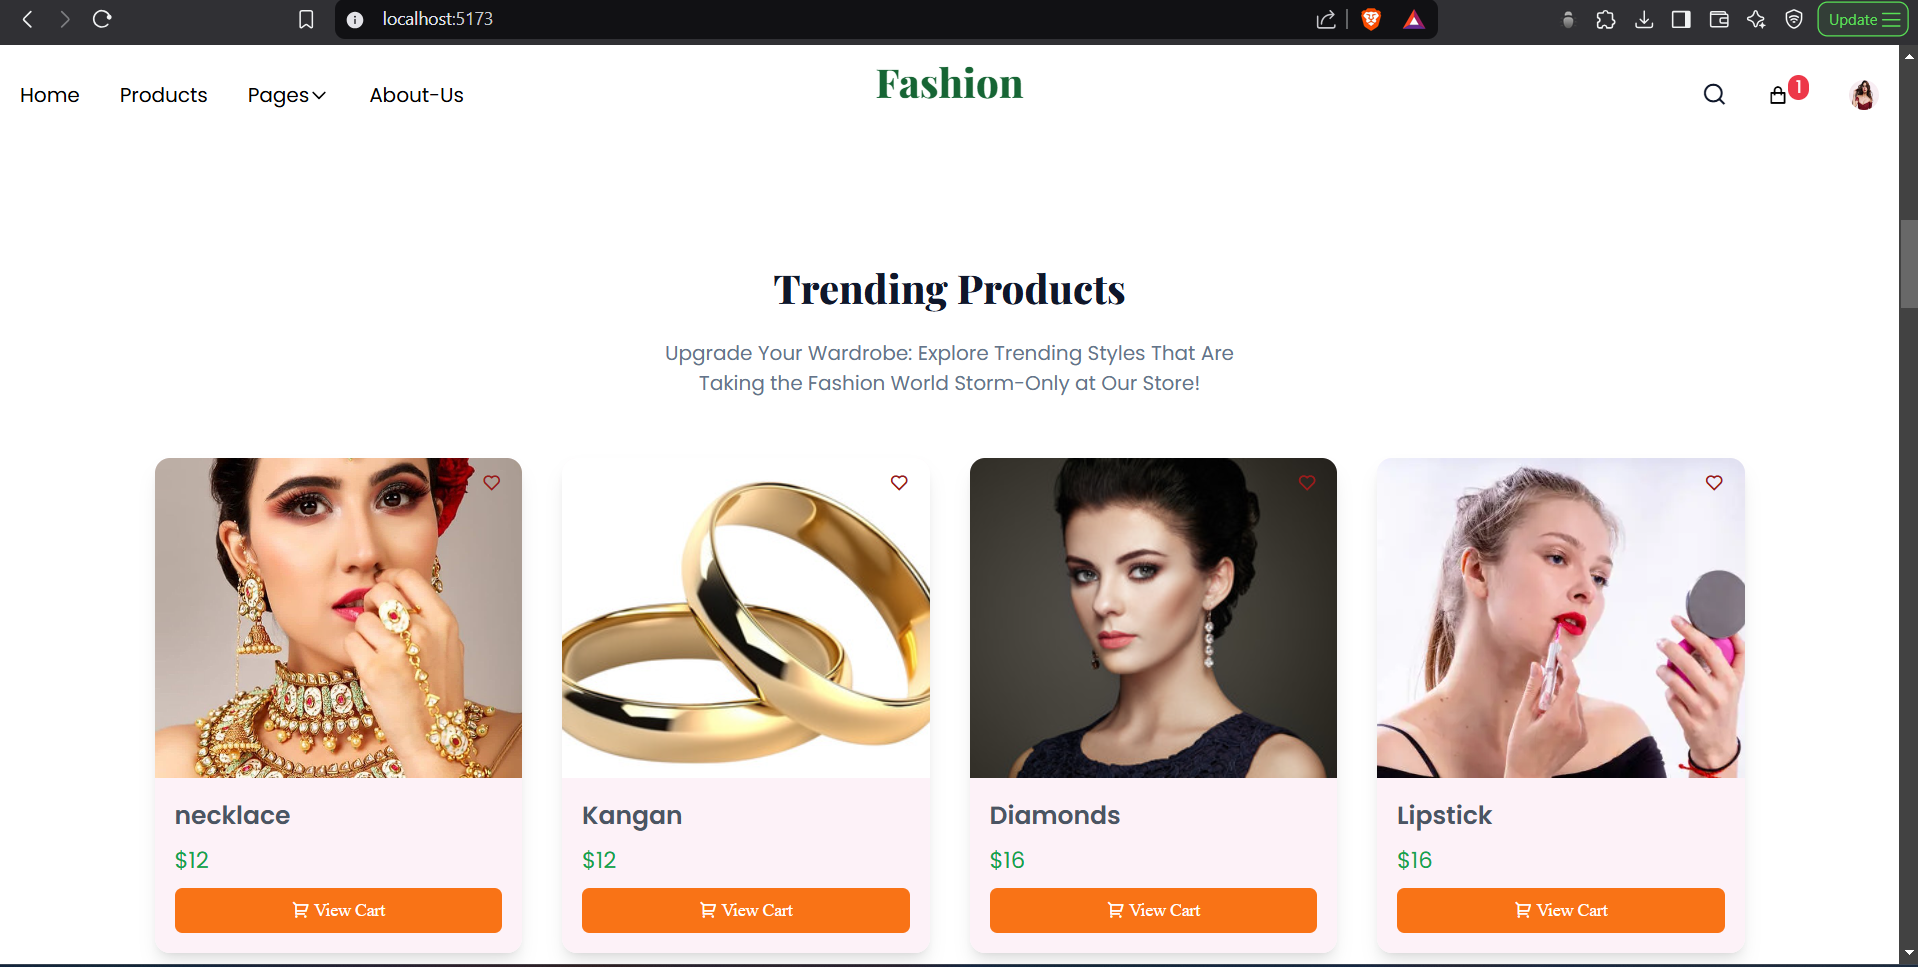 localhost:5173
Update
Home Products Pages About-Us
Fashion
1
Trending Products
Upgrade Your Wardrobe: Explore Trending Styles That Are
Taking the Fashion World Storm-Only at Our Store!
necklace
$12
View Cart
Kangan
$12
View Cart
Diamonds
$16
View Cart
Lipstick
$16
View Cart